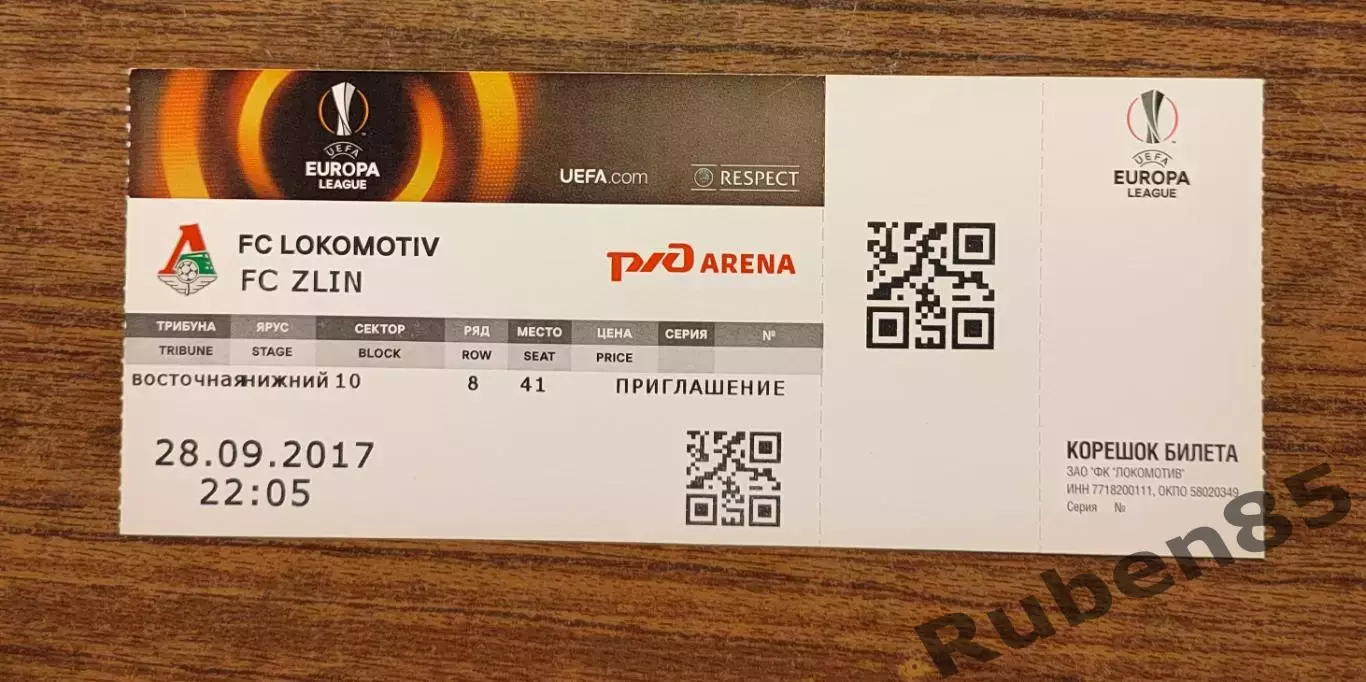 UEFA
EUROPA
LEAGUE
UEFA.com
RESPECT
FC LOKOMOTIV
FC ZLIN
РЖД ARENA
ТРИБУНА ЯРУС СЕКТОР РЯД МЕСТО ЦЕНА СЕРИЯ №
TRIBUNE STAGE BLOCK ROW SEAT PRICE
восточная нижний 10 8 41 ПРИГЛАШЕНИЕ
28.09.2017
22:05
UEFA
EUROPA
LEAGUE
КОРЕШОК БИЛЕТА
ЗАО "ФК "ЛОКОМОТИВ"
ИНН 7718200111, ОКПО 58020349
Серия №
Ruben85